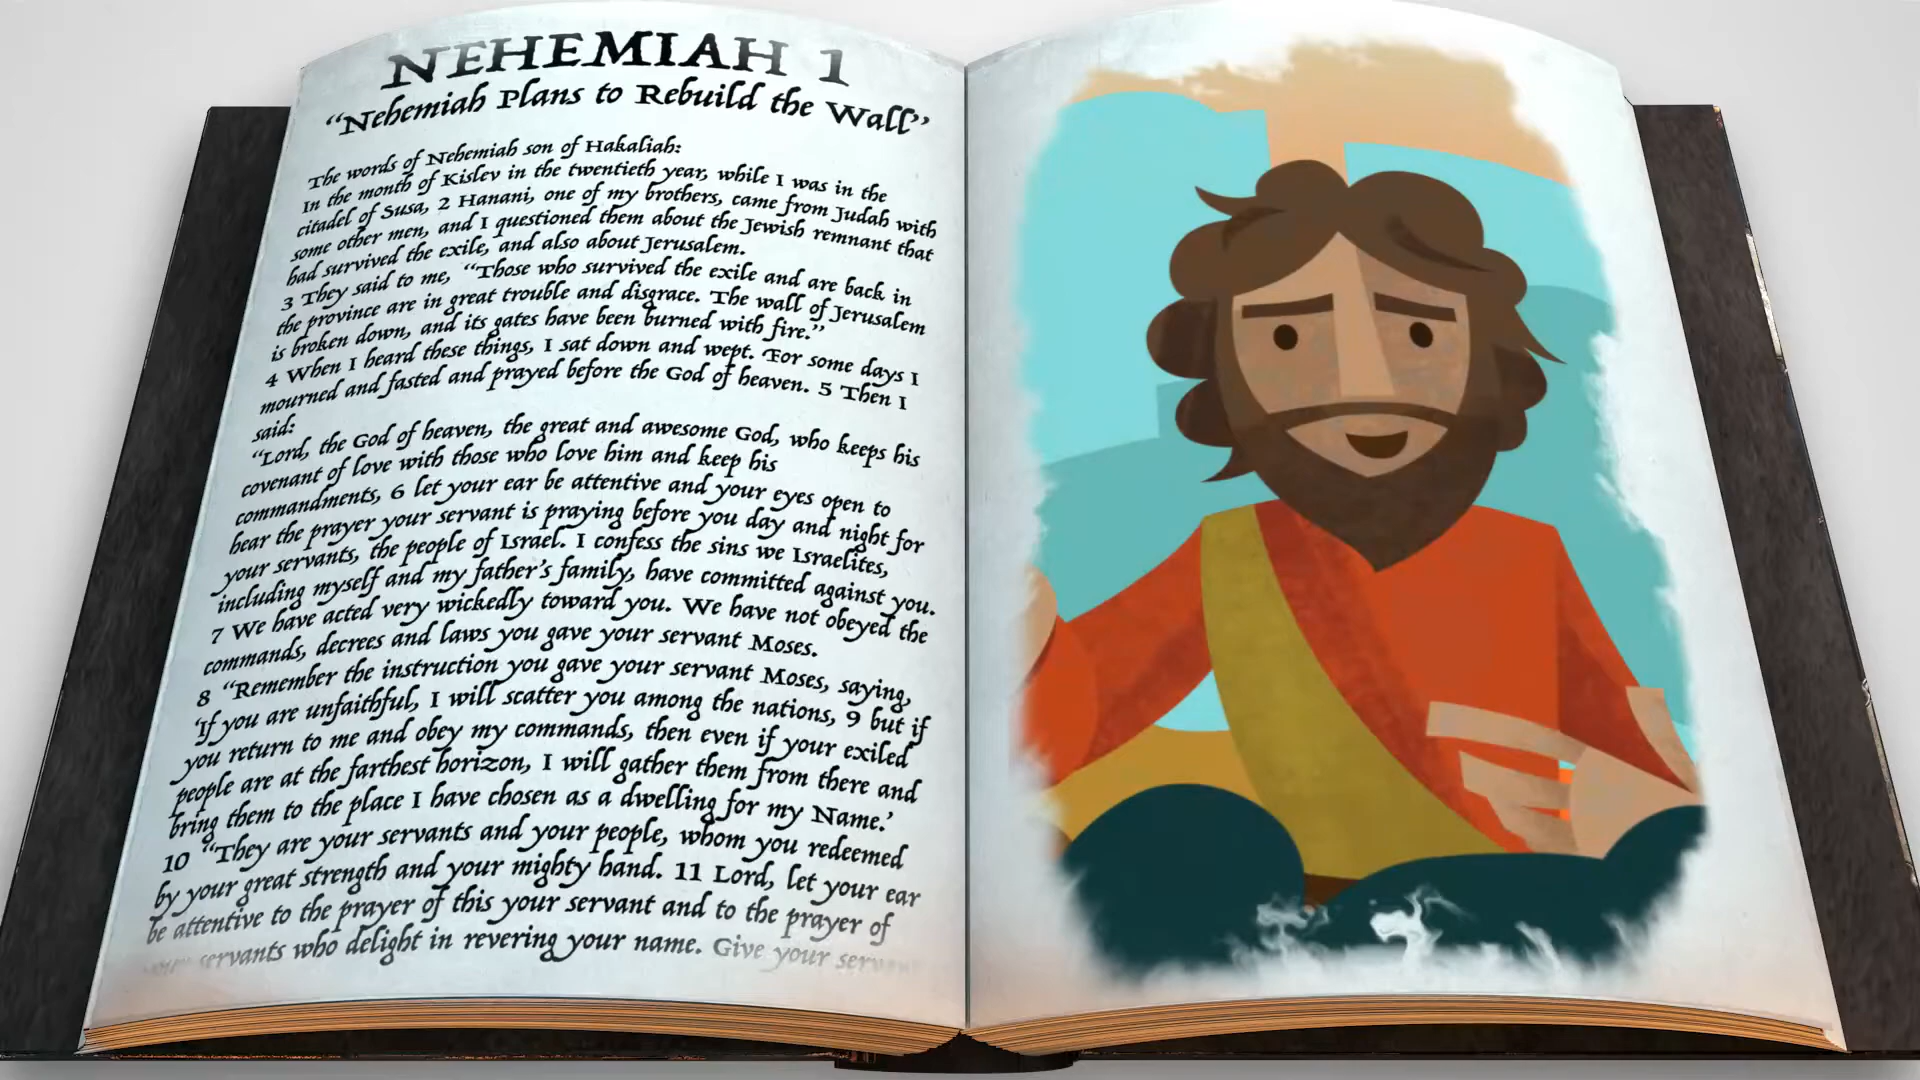 NEHEMIAH 1
“Nehemiah Plans to Rebuild the Wall”
The words of Nehemiah son of Hakaliah:
In the month of Kislev in the twentieth year, while I was in the
citadel of Susa, 2 Hanani, one of my brothers, came from Judah with
some other men, and I questioned them about the Jewish remnant that
had survived the exile, and also about Jerusalem.
3 They said to me, “Those who survived the exile and are back in
the province are in great trouble and disgrace. The wall of Jerusalem
is broken down, and its gates have been burned with fire.”
4 When I heard these things, I sat down and wept. For some days I
mourned and fasted and prayed before the God of heaven. 5 Then I
said:
“Lord, the God of heaven, the great and awesome God, who keeps his
covenant of love with those who love him and keep his
commandments, 6 let your ear be attentive and your eyes open to
hear the prayer your servant is praying before you day and night for
your servants, the people of Israel. I confess the sins we Israelites,
including myself and my father’s family, have committed against you.
7 We have acted very wickedly toward you. We have not obeyed the
commands, decrees and laws you gave your servant Moses.
8 “Remember the instruction you gave your servant Moses, saying,
‘If you are unfaithful, I will scatter you among the nations, 9 but if
you return to me and obey my commands, then even if your exiled
people are at the farthest horizon, I will gather them from there and
bring them to the place I have chosen as a dwelling for my Name.’
10 “They are your servants and your people, whom you redeemed
by your great strength and your mighty hand. 11 Lord, let your ear
be attentive to the prayer of this your servant and to the prayer of
your servants who delight in revering your name. Give your servant